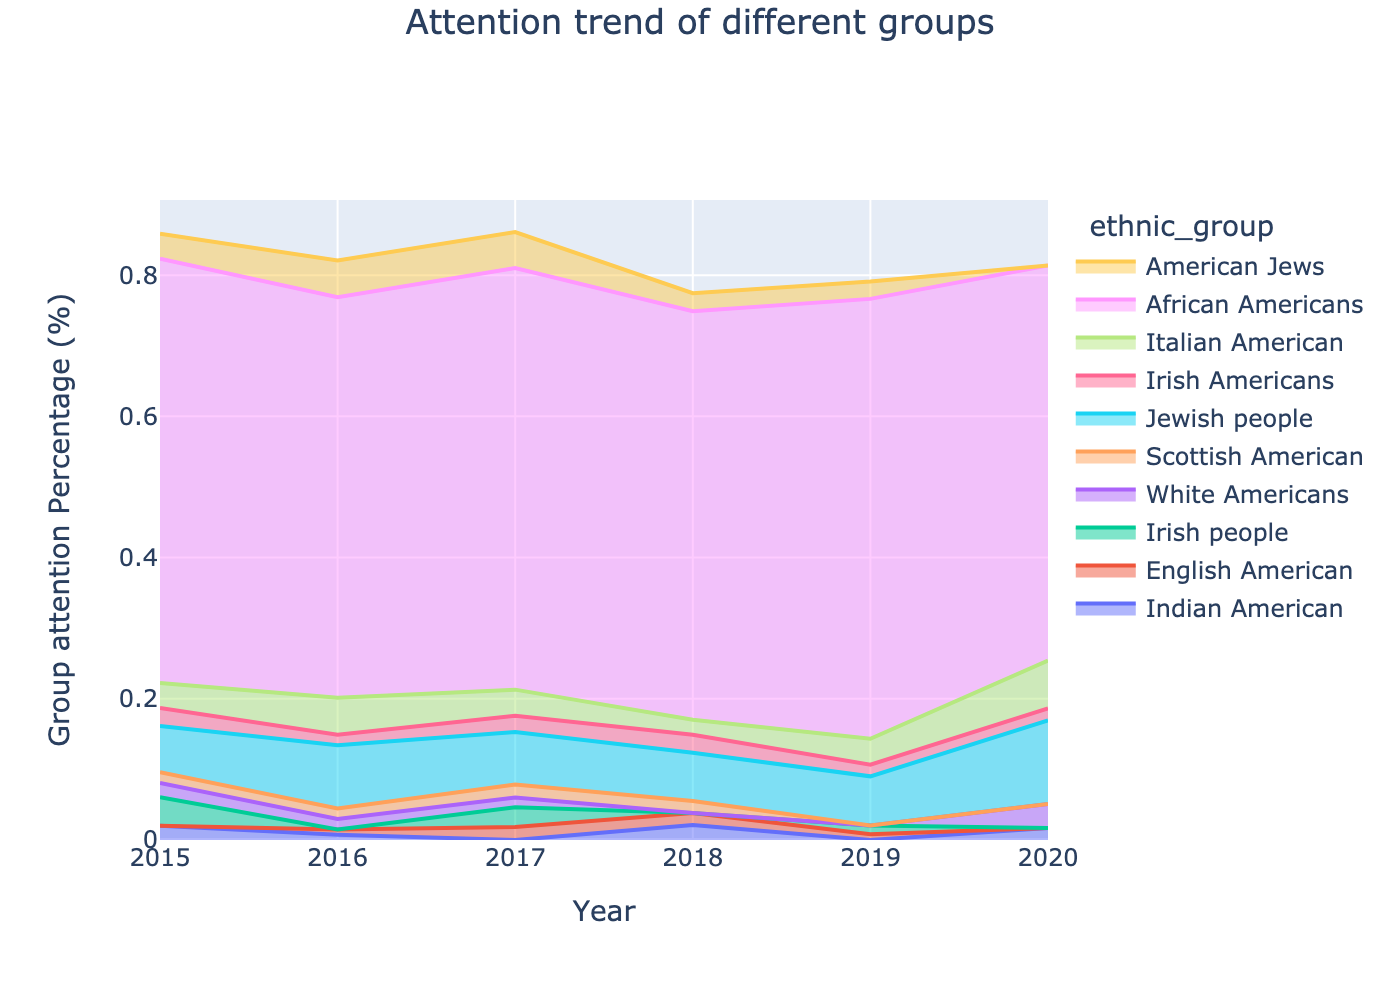 Attention trend of different groups
Group attention Percentage (%)
0.8
0.6
0.4
0.2
0
2015
2016
2017
2018
2019
2020
Year
ethnic_group
American Jews
African Americans
Italian American
Irish Americans
Jewish people
Scottish American
White Americans
Irish people
English American
Indian American